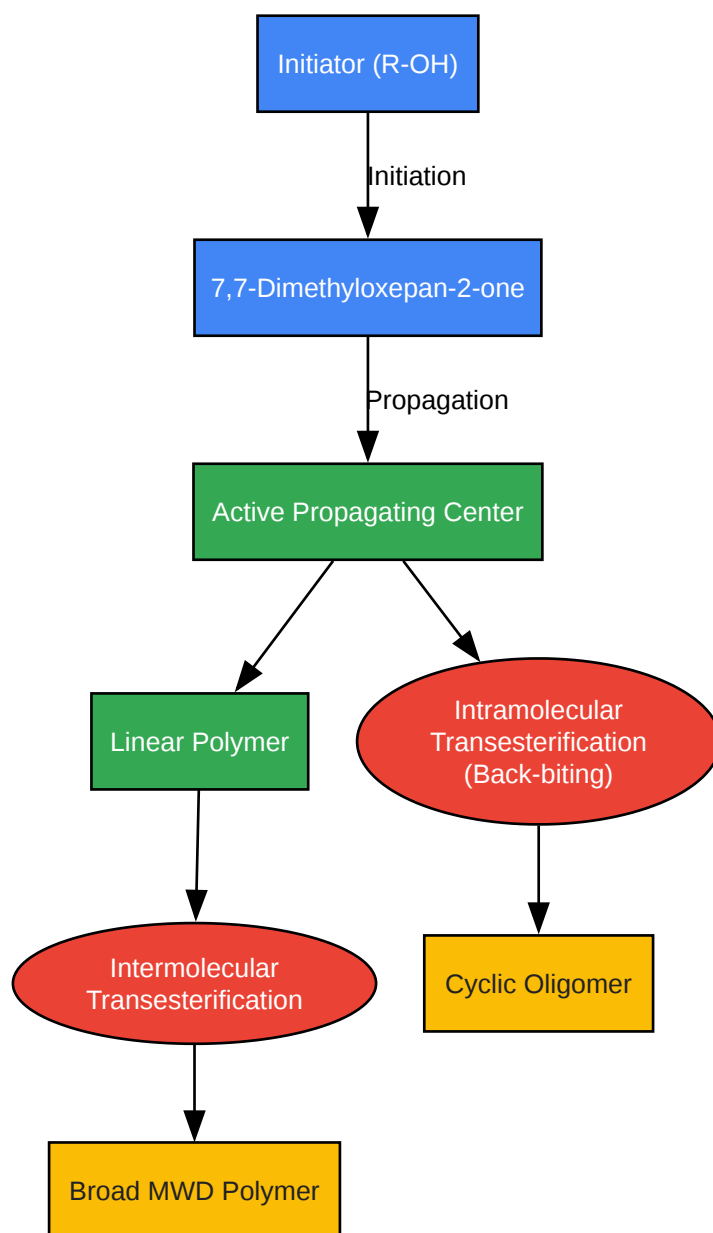 Initiator (R-OH)
Initiation
7,7-Dimethyloxepan-2-one
Propagation
Active Propagating Center
Linear Polymer
Intramolecular
Transesterification
(Back-biting)
Intermolecular
Transesterification
Cyclic Oligomer
Broad MWD Polymer